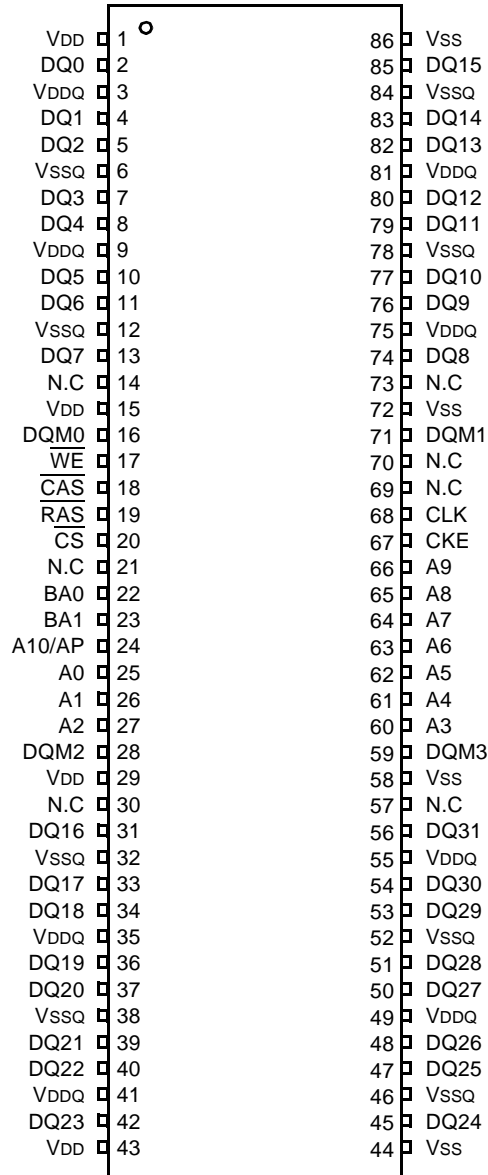 VDD 1 86 VSS
DQ0 2 85 DQ15
VDDQ 3 84 VSSQ
DQ1 4 83 DQ14
DQ2 5 82 DQ13
VSSQ 6 81 VDDQ
DQ3 7 80 DQ12
DQ4 8 79 DQ11
VDDQ 9 78 VSSQ
DQ5 10 77 DQ10
DQ6 11 76 DQ9
VSSQ 12 75 VDDQ
DQ7 13 74 DQ8
N.C 14 73 N.C
VDD 15 72 VSS
DQM0 16 71 DQM1
W̅E̅ 17 70 N.C
C̅A̅S̅ 18 69 N.C
R̅A̅S̅ 19 68 CLK
C̅S̅ 20 67 CKE
N.C 21 66 A9
BA0 22 65 A8
BA1 23 64 A7
A10/AP 24 63 A6
A0 25 62 A5
A1 26 61 A4
A2 27 60 A3
DQM2 28 59 DQM3
VDD 29 58 VSS
N.C 30 57 N.C
DQ16 31 56 DQ31
VSSQ 32 55 VDDQ
DQ17 33 54 DQ30
DQ18 34 53 DQ29
VDDQ 35 52 VSSQ
DQ19 36 51 DQ28
DQ20 37 50 DQ27
VSSQ 38 49 VDDQ
DQ21 39 48 DQ26
DQ22 40 47 DQ25
VDDQ 41 46 VSSQ
DQ23 42 45 DQ24
VDD 43 44 VSS